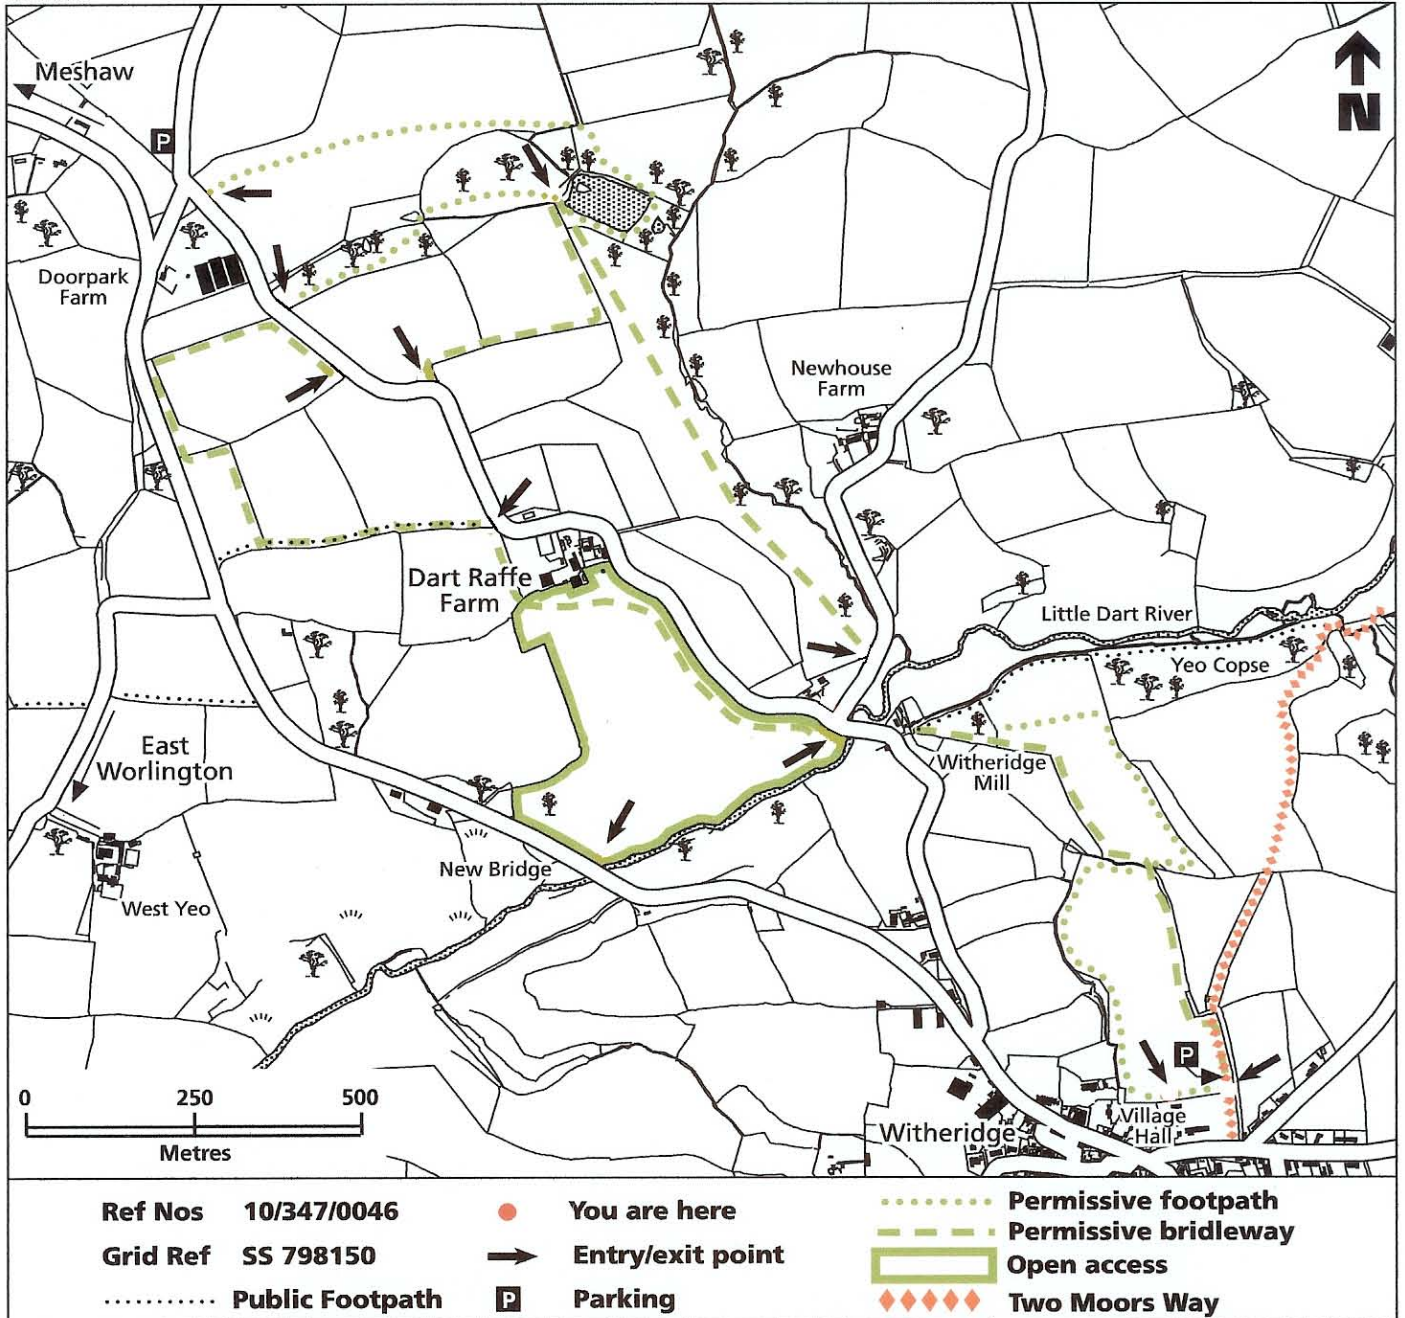 Meshaw
P
N
Doorpark
Farm
Newhouse
Farm
Dart Raffe
Farm
Little Dart River
Yeo Copse
East
Worlington
Witheridge
Mill
New Bridge
West Yeo
P
Village
Hall
Witheridge
0 250 500
Metres
Ref Nos 10/347/0046
Grid Ref SS 798150
Public Footpath
You are here
Entry/exit point
P Parking
Permissive footpath
Permissive bridleway
Open access
Two Moors Way